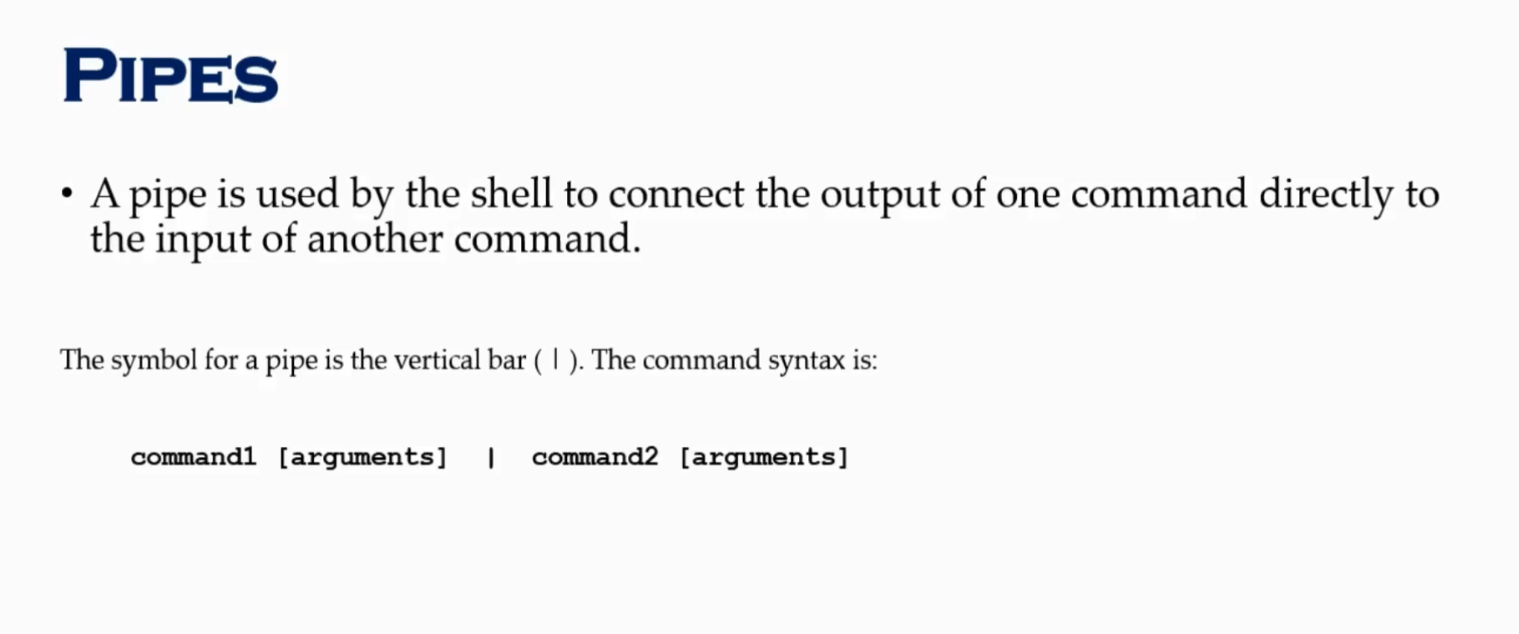 PIPES
• A pipe is used by the shell to connect the output of one command directly to
the input of another command.
The symbol for a pipe is the vertical bar ( | ). The command syntax is:
command1 [arguments] | command2 [arguments]